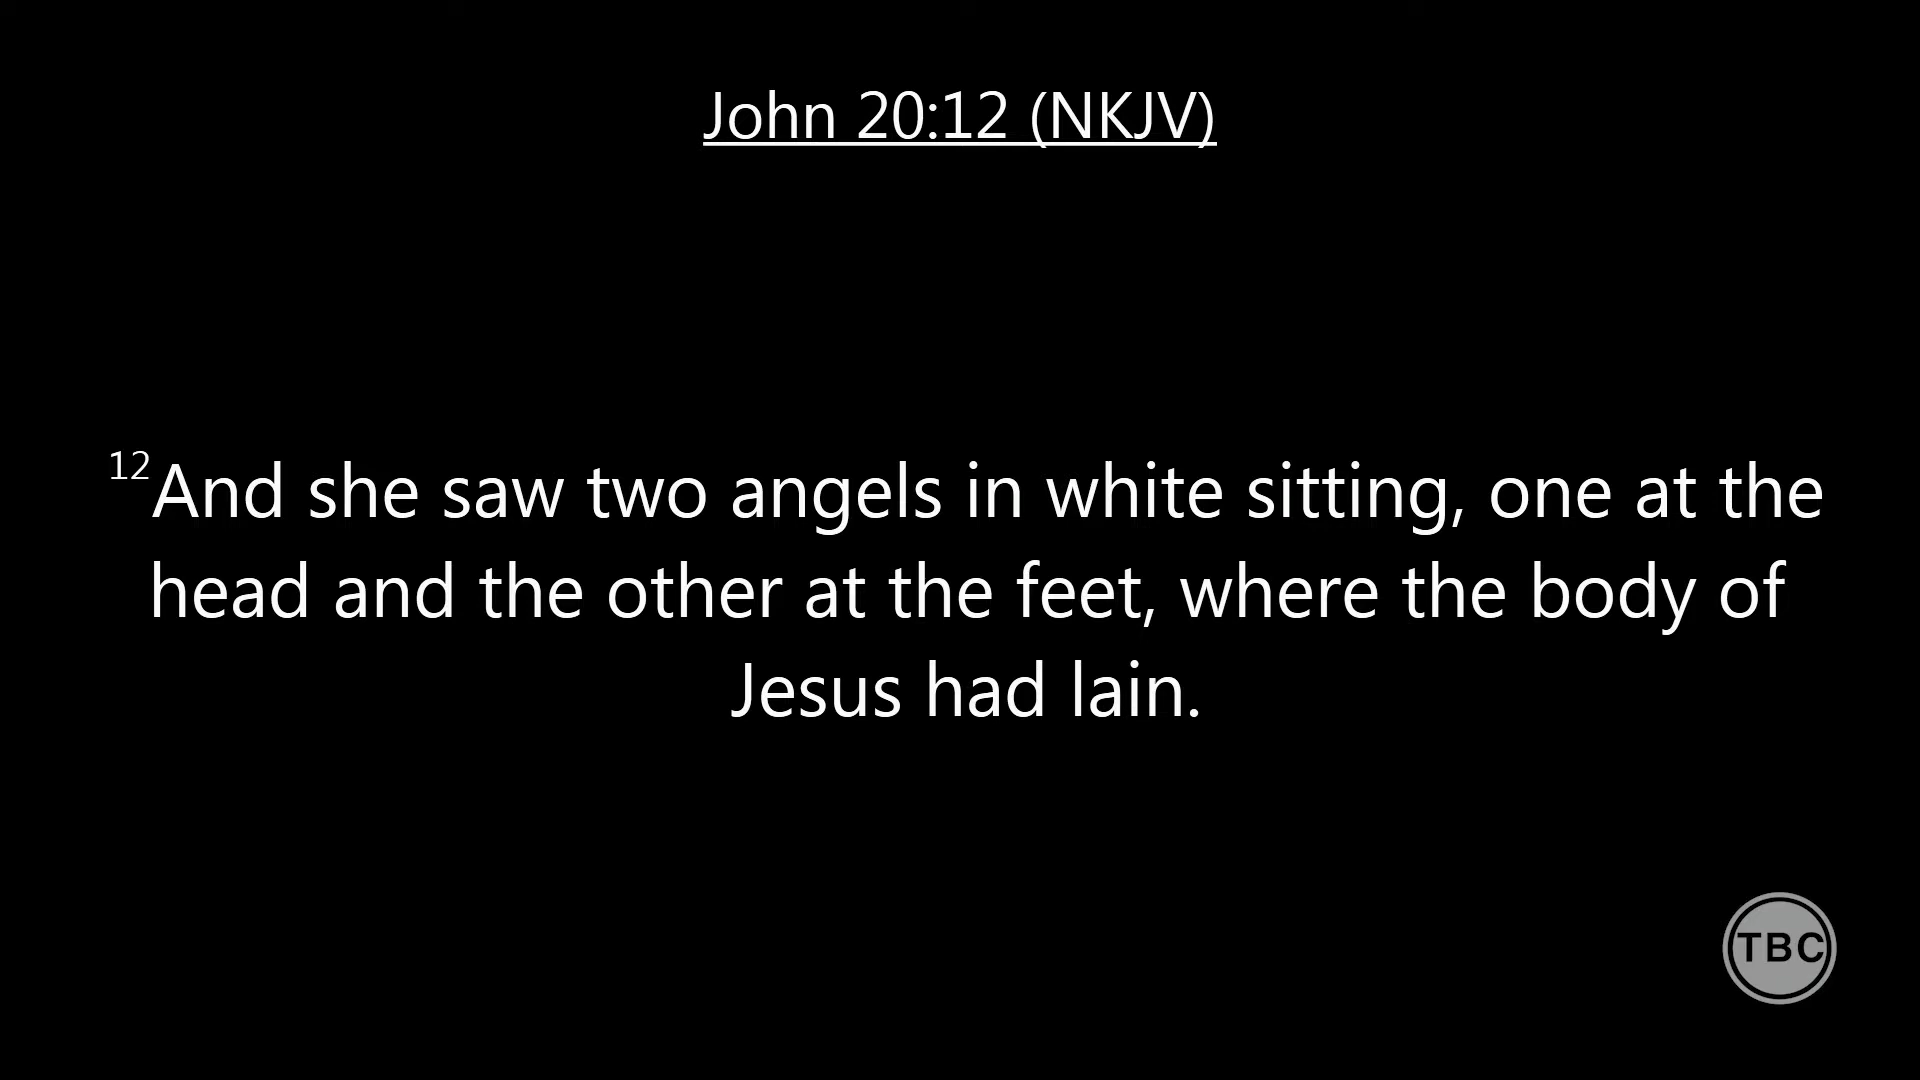 John 20:12 (NKJV)
12And she saw two angels in white sitting, one at the
head and the other at the feet, where the body of
Jesus had lain.
TBC